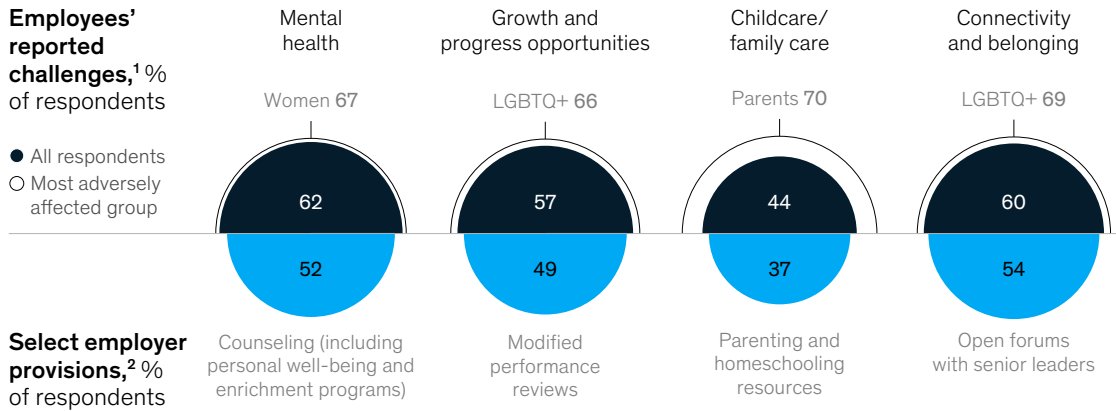 Employees’
reported
challenges,¹ %
of respondents
All respondents
Most adversely
affected group
Mental
health
Women 67
62
52
Counseling (including
personal well-being and
enrichment programs)
Growth and
progress opportunities
LGBTQ+ 66
57
49
Modified
performance
reviews
Childcare/
family care
Parents 70
44
37
Parenting and
homeschooling
resources
Connectivity
and belonging
LGBTQ+ 69
60
54
Open forums
with senior leaders
Select employer
provisions,² %
of respondents